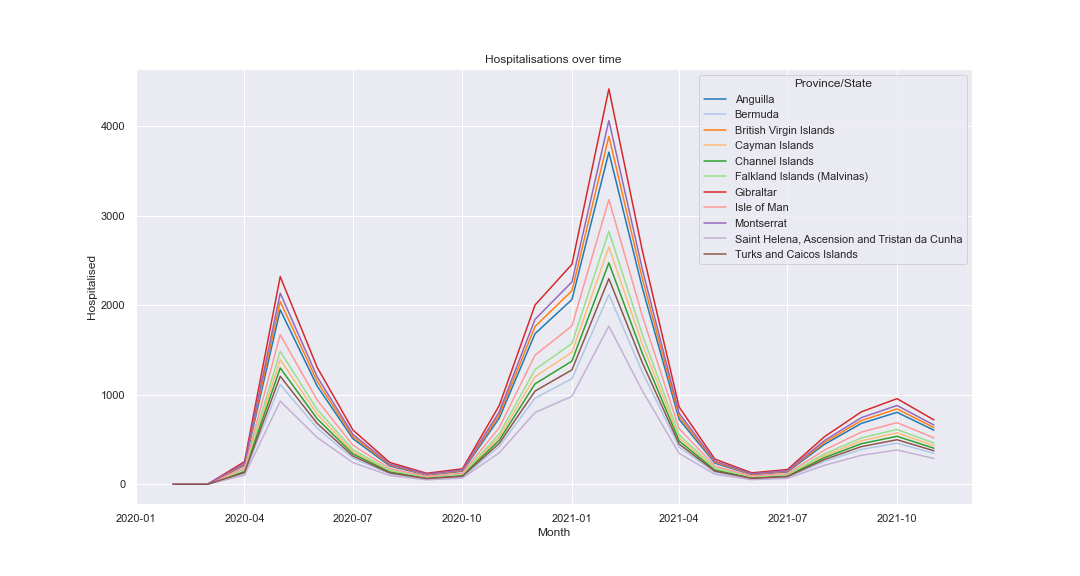 Hospitalisations over time
Province/State
Anguilla
Bermuda
British Virgin Islands
Cayman Islands
Channel Islands
Falkland Islands (Malvinas)
Gibraltar
Isle of Man
Montserrat
Saint Helena, Ascension and Tristan da Cunha
Turks and Caicos Islands
Hospitalised
4000
3000
2000
1000
0
2020-01 2020-04 2020-07 2020-10 2021-01 2021-04 2021-07 2021-10
Month